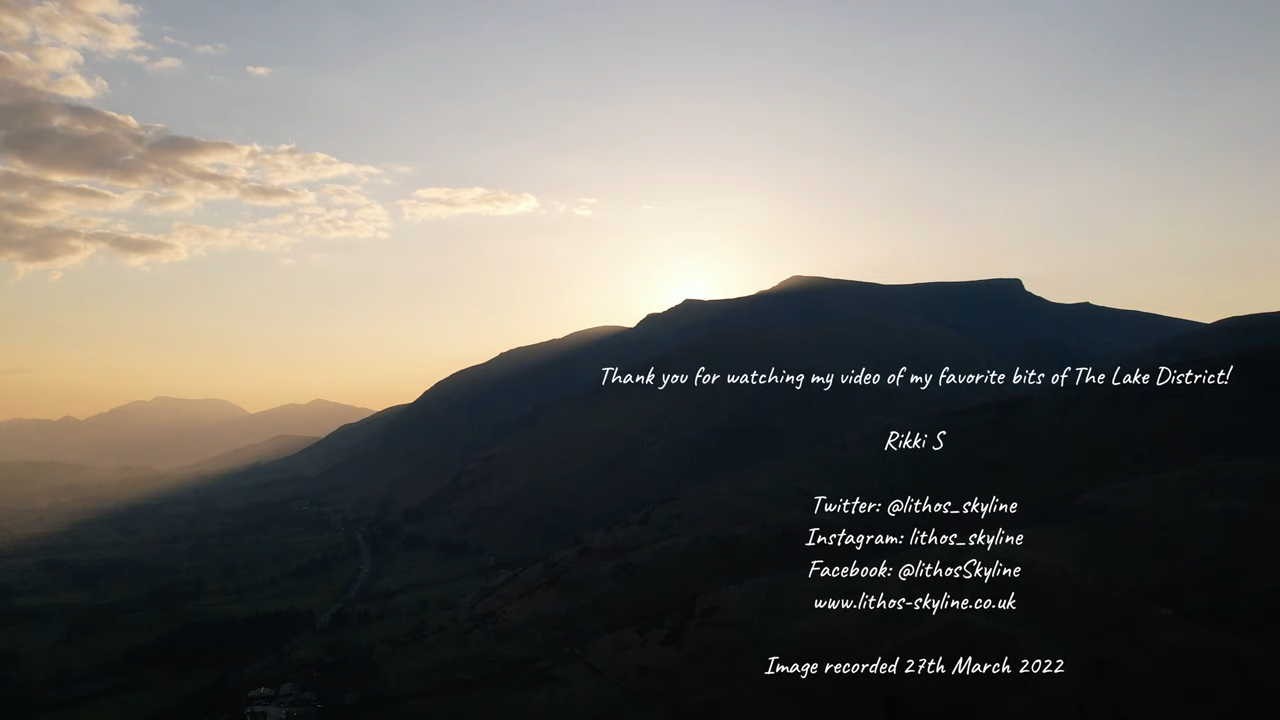 Thank you for watching my video of my favorite bits of The Lake District!
Rikki S
Twitter: @lithos_skyline
Instagram: lithos_skyline
Facebook: @lithosSkyline
www.lithos-skyline.co.uk
Image recorded 27th March 2022